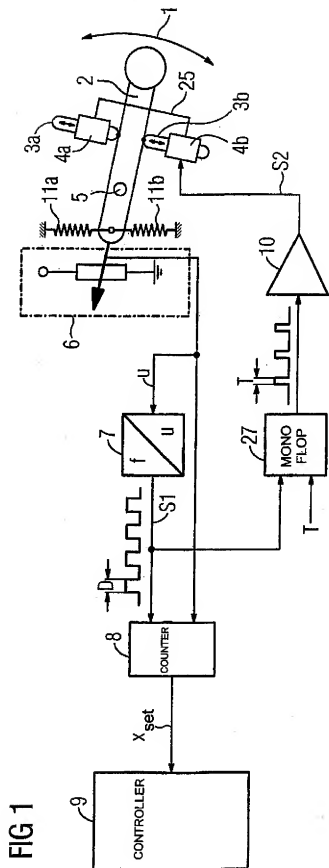 FIG 1
1
2
25
3a
4a
3b
4b
5
11a
11b
6
S2
10
u
7
f
u
S1
T
27
MONO
FLOP
T
D
8
COUNTER
Xset
9
CONTROLLER